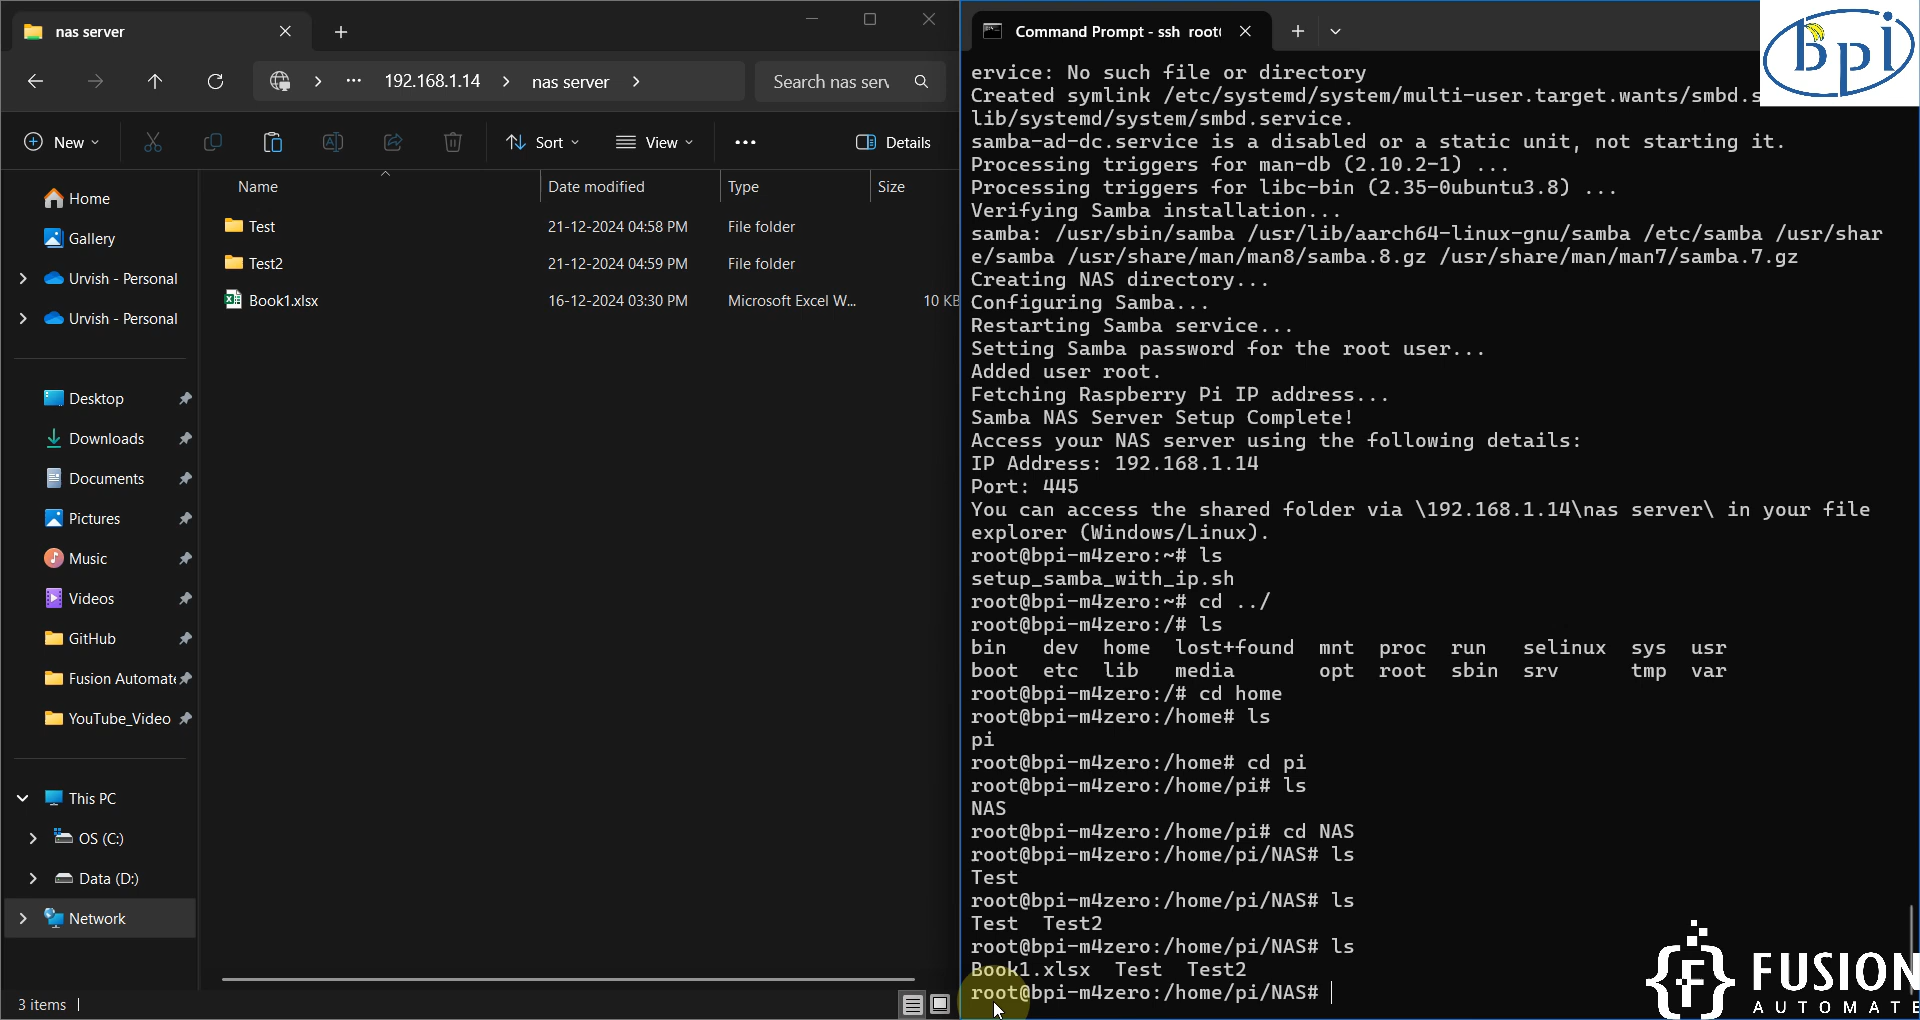 nas server
192.168.1.14 nas server
Search nas serv
New
Sort
View
Details
Name Date modified Type Size
Test 21-12-2024 04:58 PM File folder
Test2 21-12-2024 04:59 PM File folder
Book1.xlsx 16-12-2024 03:30 PM Microsoft Excel W... 10 KB
Home
Gallery
Urvish - Personal
Urvish - Personal
Desktop
Downloads
Documents
Pictures
Music
Videos
GitHub
Fusion Automate
YouTube_Video
This PC
OS (C:)
Data (D:)
Network
3 items
Command Prompt - ssh root
ervice: No such file or directory
Created symlink /etc/systemd/system/multi-user.target.wants/smbd.s
lib/systemd/system/smbd.service.
samba-ad-dc.service is a disabled or a static unit, not starting it.
Processing triggers for man-db (2.10.2-1) ...
Processing triggers for libc-bin (2.35-0ubuntu3.8) ...
Verifying Samba installation...
samba: /usr/sbin/samba /usr/lib/aarch64-linux-gnu/samba /etc/samba /usr/shar
e/samba /usr/share/man/man8/samba.8.gz /usr/share/man/man7/samba.7.gz
Creating NAS directory...
Configuring Samba...
Restarting Samba service...
Setting Samba password for the root user...
Added user root.
Fetching Raspberry Pi IP address...
Samba NAS Server Setup Complete!
Access your NAS server using the following details:
IP Address: 192.168.1.14
Port: 445
You can access the shared folder via \192.168.1.14\nas server\ in your file
explorer (Windows/Linux).
root@bpi-m4zero:~# ls
setup_samba_with_ip.sh
root@bpi-m4zero:~# cd ../
root@bpi-m4zero:/# ls
bin dev home lost+found mnt proc run selinux sys usr
boot etc lib media opt root sbin srv tmp var
root@bpi-m4zero:/# cd home
root@bpi-m4zero:/home# ls
pi
root@bpi-m4zero:/home# cd pi
root@bpi-m4zero:/home/pi# ls
NAS
root@bpi-m4zero:/home/pi# cd NAS
root@bpi-m4zero:/home/pi/NAS# ls
Test
root@bpi-m4zero:/home/pi/NAS# ls
Test Test2
root@bpi-m4zero:/home/pi/NAS# ls
Book1.xlsx Test Test2
root@bpi-m4zero:/home/pi/NAS#
bpi
FUSION
AUTOMATE